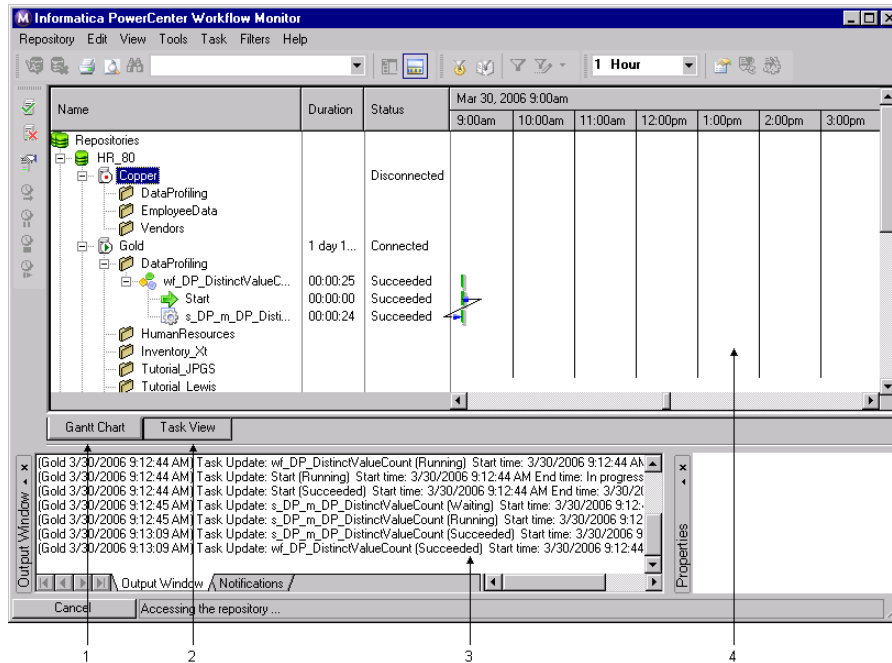 Informatica PowerCenter Workflow Monitor
Repository Edit View Tools Task Filters Help
1 Hour
Name Duration Status Mar 30, 2006 9:00am
9:00am 10:00am 11:00am 12:00pm 1:00pm 2:00pm 3:00pm
Repositories
HR_80
Copper Disconnected
DataProfiling
EmployeeData
Vendors
Gold 1 day 1... Connected
DataProfiling
wf_DP_DistinctValueC... 00:00:25 Succeeded
Start 00:00:00 Succeeded
s_DP_m_DP_Disti... 00:00:24 Succeeded
HumanResources
Inventory_Xt
Tutorial_JPGS
Tutorial_Lewis
Gantt Chart Task View
(Gold 3/30/2006 9:12:44 AM) Task Update: wf_DP_DistinctValueCount (Running) Start time: 3/30/2006 9:12:44 AM
(Gold 3/30/2006 9:12:44 AM) Task Update: Start (Running) Start time: 3/30/2006 9:12:44 AM End time: In progress
(Gold 3/30/2006 9:12:44 AM) Task Update: Start (Succeeded) Start time: 3/30/2006 9:12:44 AM End time: 3/30/20
(Gold 3/30/2006 9:12:45 AM) Task Update: s_DP_m_DP_DistinctValueCount (Waiting) Start time: 3/30/2006 9:12:
(Gold 3/30/2006 9:12:45 AM) Task Update: s_DP_m_DP_DistinctValueCount (Running) Start time: 3/30/2006 9:12
(Gold 3/30/2006 9:13:09 AM) Task Update: s_DP_m_DP_DistinctValueCount (Succeeded) Start time: 3/30/2006 9
(Gold 3/30/2006 9:13:09 AM) Task Update: wf_DP_DistinctValueCount (Succeeded) Start time: 3/30/2006 9:12:44
Output Window
Properties
Output Window Notifications
Cancel Accessing the repository ...
1 2 3 4